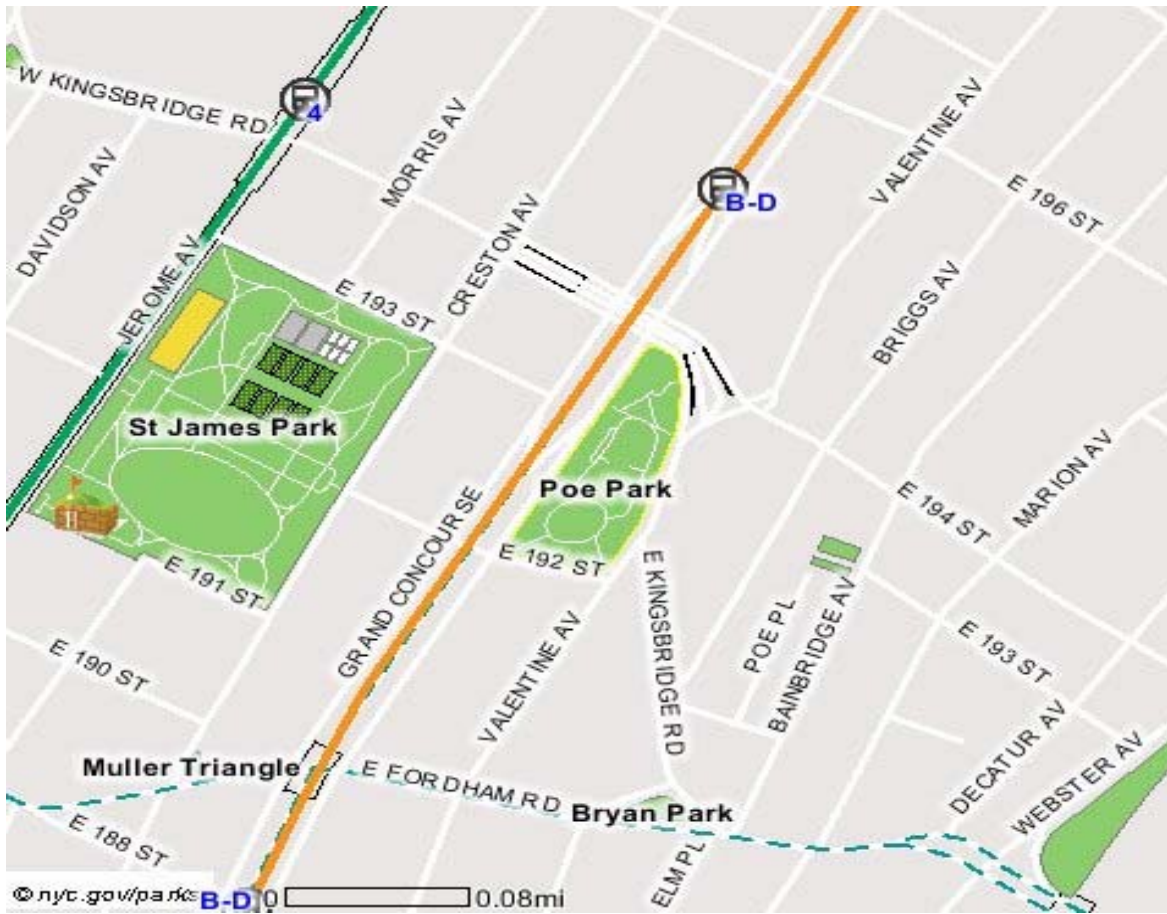 W KINGSBRIDGE RD
4
MORRIS AV
DAVIDSON AV
JEROME AV
E 193 ST
CRESTON AV
B-D
VALENTINE AV
E 196 ST
BRIGGS AV
St James Park
Poe Park
MARION AV
E 194 ST
GRAND CONCOURSE
E 192 ST
E 191 ST
E KINGSBRIDGE RD
POE PL
BAINBRIDGE AV
E 193 ST
E 190 ST
VALENTINE AV
DECATUR AV
WEBSTER AV
Muller Triangle
E FORDHAM RD
Bryan Park
E 188 ST
ELM PL
© nyc.gov/parks
B-D
0
0.08mi